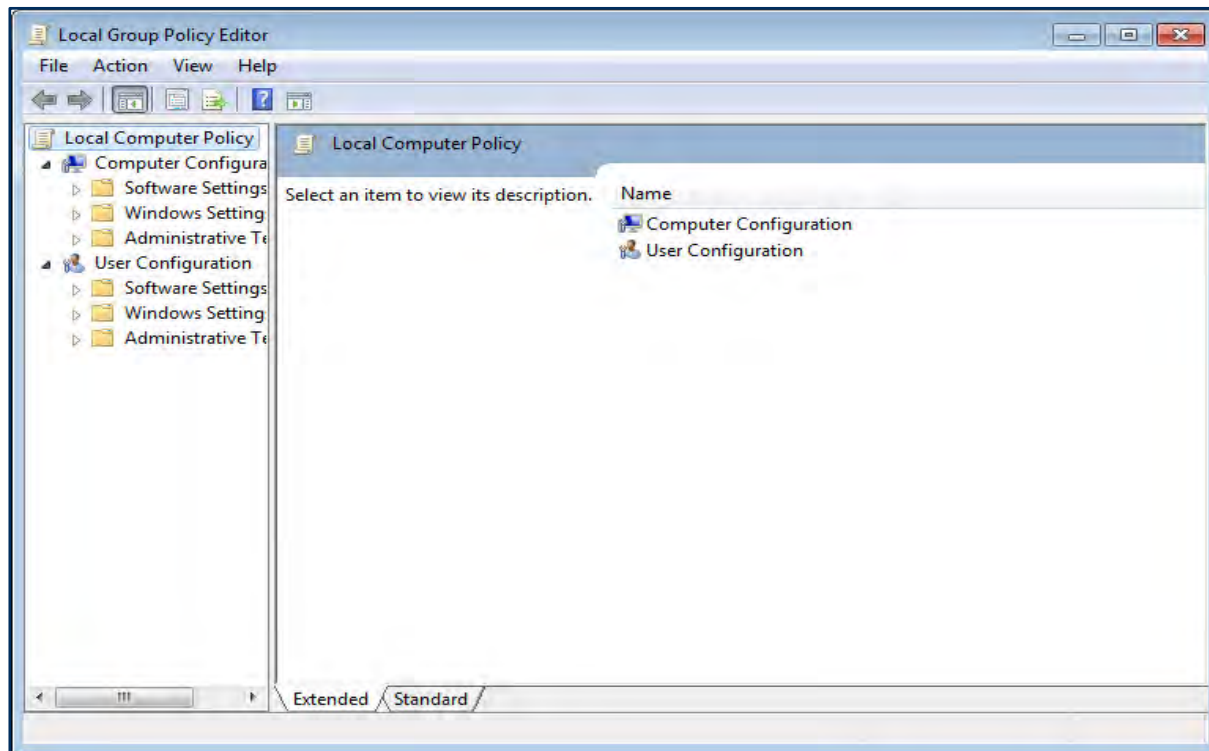 Local Group Policy Editor
File Action View Help
Local Computer Policy
Computer Configura
Software Settings
Windows Setting
Administrative Te
User Configuration
Software Settings
Windows Setting
Administrative Te
Local Computer Policy
Select an item to view its description.
Name
Computer Configuration
User Configuration
Extended Standard